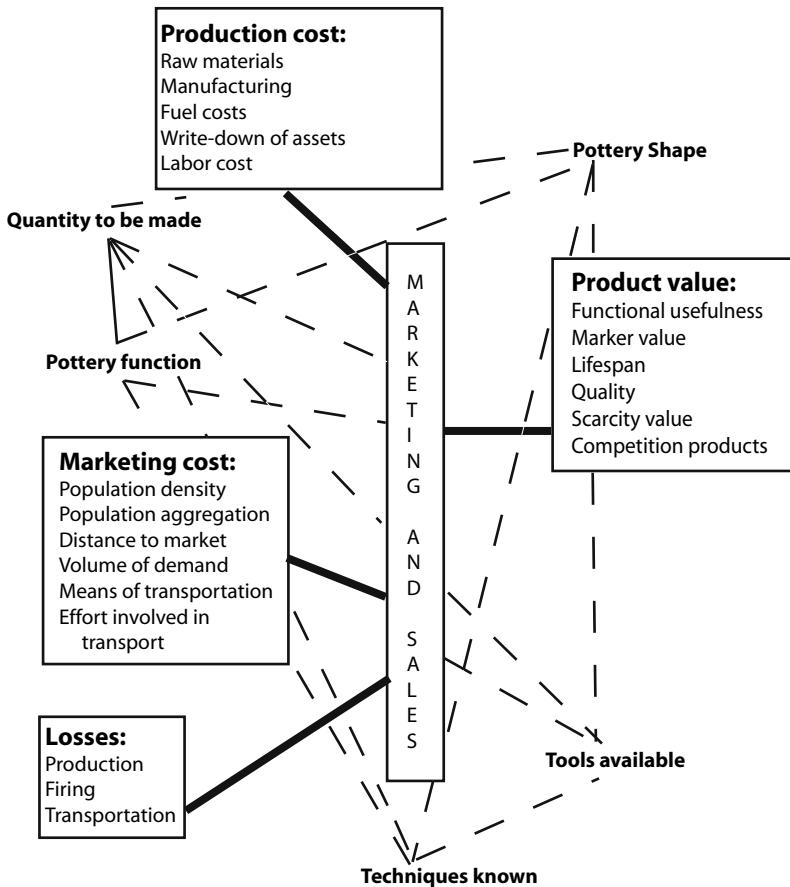 Production cost:
Raw materials
Manufacturing
Fuel costs
Write-down of assets
Labor cost
Pottery Shape
Quantity to be made
MARKETING AND SALES
Product value:
Functional usefulness
Marker value
Lifespan
Quality
Scarcity value
Competition products
Pottery function
Marketing cost:
Population density
Population aggregation
Distance to market
Volume of demand
Means of transportation
Effort involved in
transport
Losses:
Production
Firing
Transportation
Tools available
Techniques known